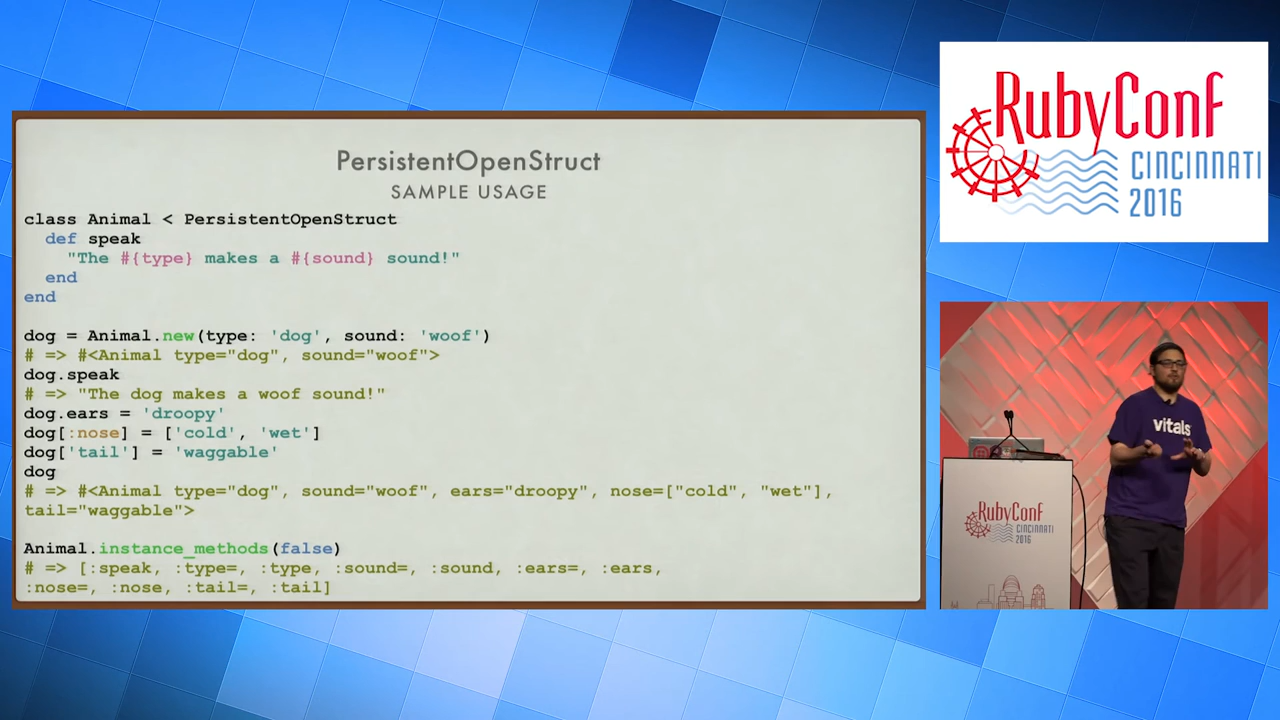 PersistentOpenStruct
SAMPLE USAGE
class Animal < PersistentOpenStruct
def speak
"The #{type} makes a #{sound} sound!"
end
end
dog = Animal.new(type: 'dog', sound: 'woof')
# => #<Animal type="dog", sound="woof">
dog.speak
# => "The dog makes a woof sound!"
dog.ears = 'droopy'
dog[:nose] = ['cold', 'wet']
dog['tail'] = 'waggable'
dog
# => #<Animal type="dog", sound="woof", ears="droopy", nose=["cold", "wet"],
tail="waggable">
Animal.instance_methods(false)
# => [:speak, :type=, :type, :sound=, :sound, :ears=, :ears,
:nose=, :nose, :tail=, :tail]
RubyConf
CINCINNATI
2016
vitals
RubyConf
CINCINNATI
2016